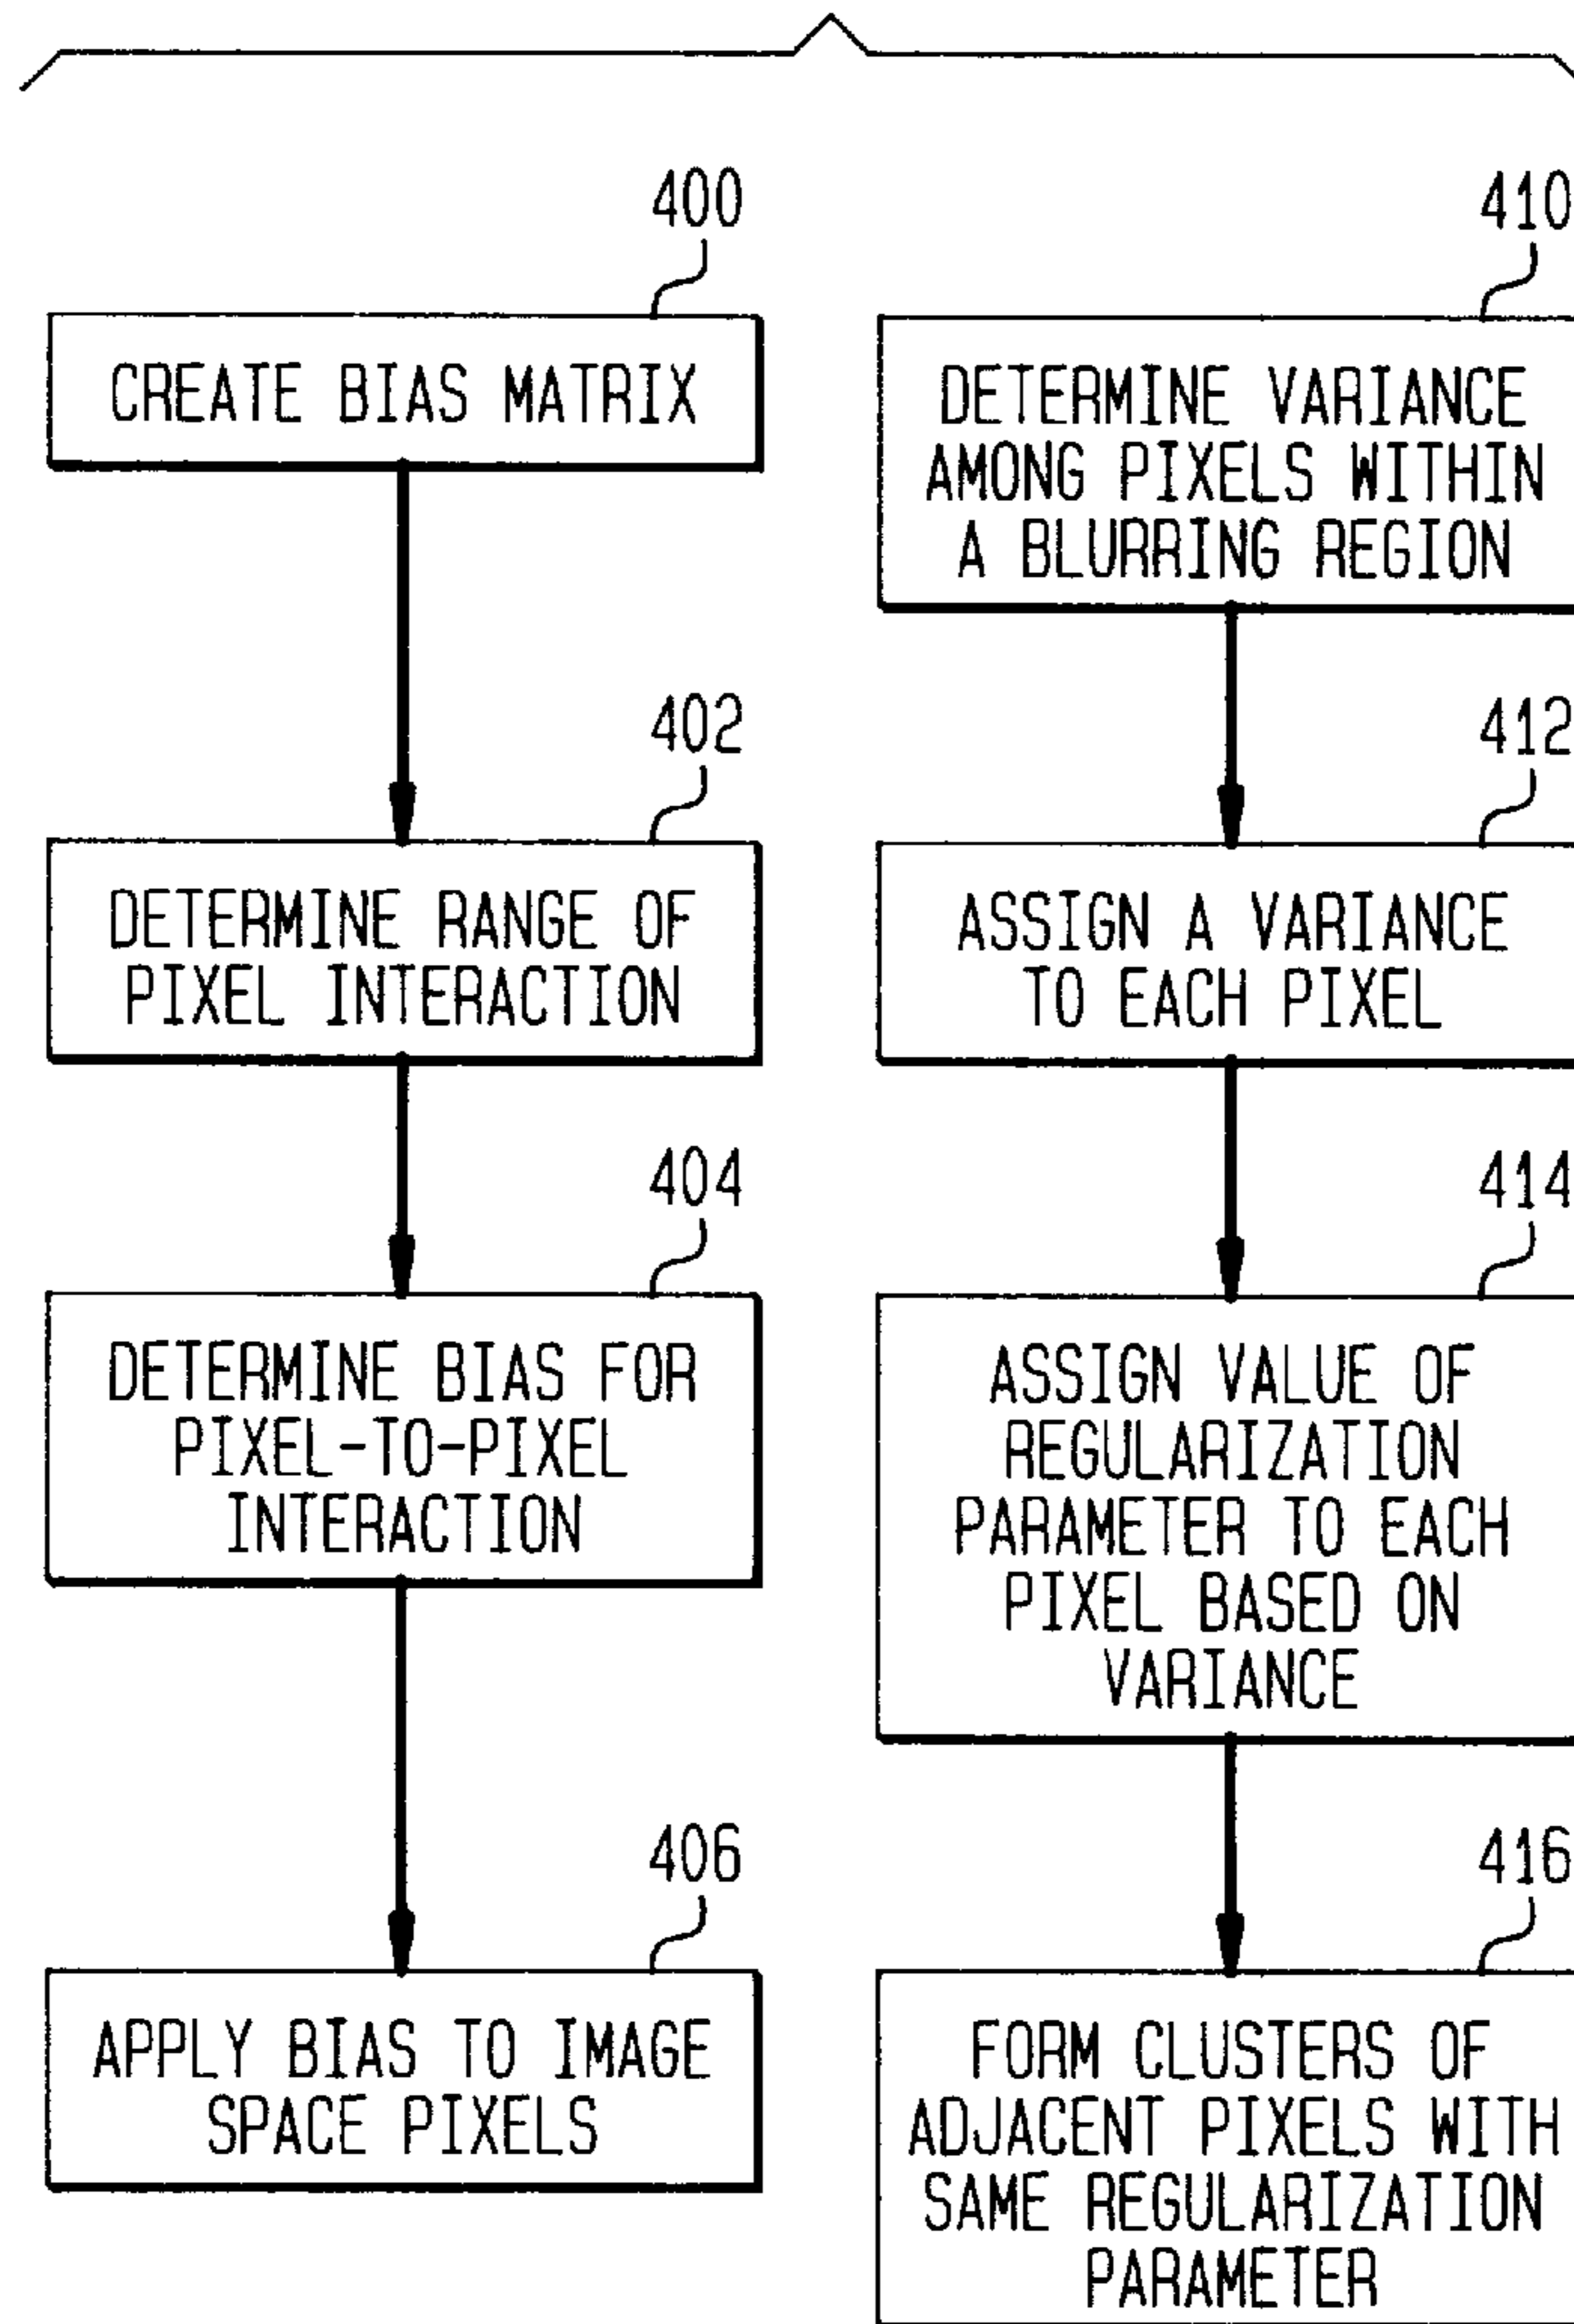 400
CREATE BIAS MATRIX
402
DETERMINE RANGE OF
PIXEL INTERACTION
404
DETERMINE BIAS FOR
PIXEL-TO-PIXEL
INTERACTION
406
APPLY BIAS TO IMAGE
SPACE PIXELS
410
DETERMINE VARIANCE
AMONG PIXELS WITHIN
A BLURRING REGION
412
ASSIGN A VARIANCE
TO EACH PIXEL
414
ASSIGN VALUE OF
REGULARIZATION
PARAMETER TO EACH
PIXEL BASED ON
VARIANCE
416
FORM CLUSTERS OF
ADJACENT PIXELS WITH
SAME REGULARIZATION
PARAMETER